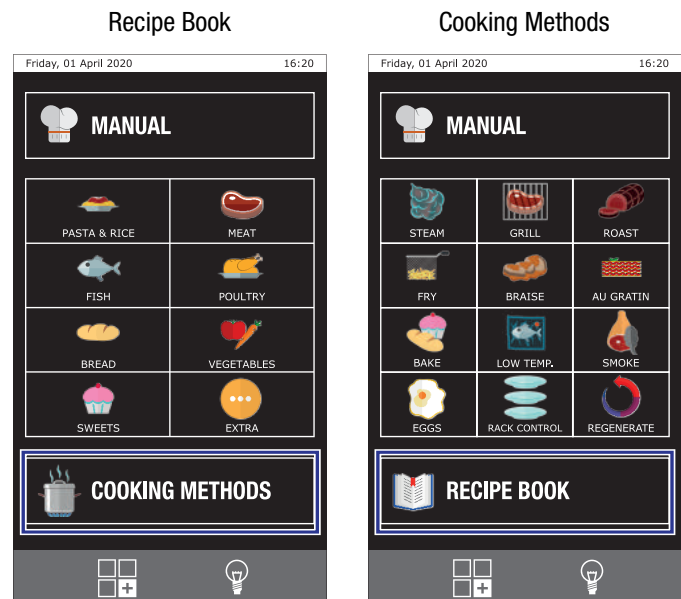 Recipe Book
Friday, 01 April 2020 16:20
MANUAL
PASTA & RICE MEAT
FISH POULTRY
BREAD VEGETABLES
SWEETS EXTRA
COOKING METHODS
Cooking Methods
Friday, 01 April 2020 16:20
MANUAL
STEAM GRILL ROAST
FRY BRAISE AU GRATIN
BAKE LOW TEMP. SMOKE
EGGS RACK CONTROL REGENERATE
RECIPE BOOK